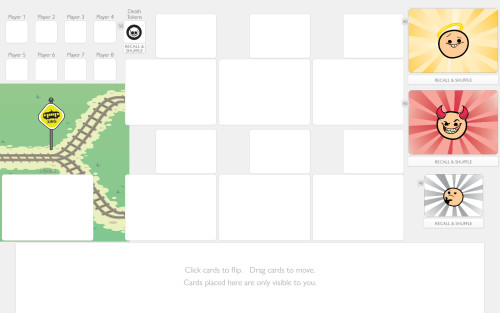 Player 1 Player 2 Player 3 Player 4
Death
Tokens
RECALL &
SHUFFLE
Player 5 Player 6 Player 7 Player 8
RECALL & SHUFFLE
RECALL & SHUFFLE
RECALL & SHUFFLE
Click cards to flip. Drag cards to move.
Cards placed here are only visible to you.